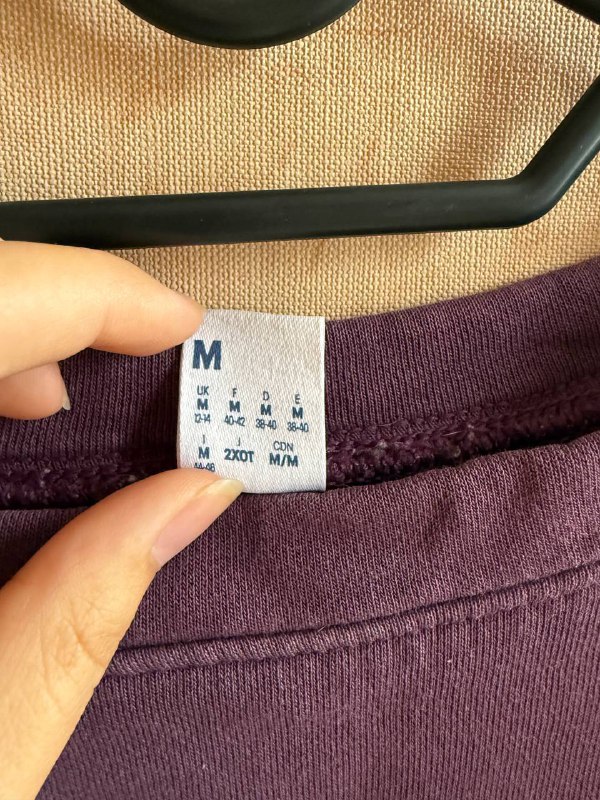 M
UK F D E
M M M M
12-14 40-42 38-40 38-40
I J CDN
M 2XOT M/M
44-46